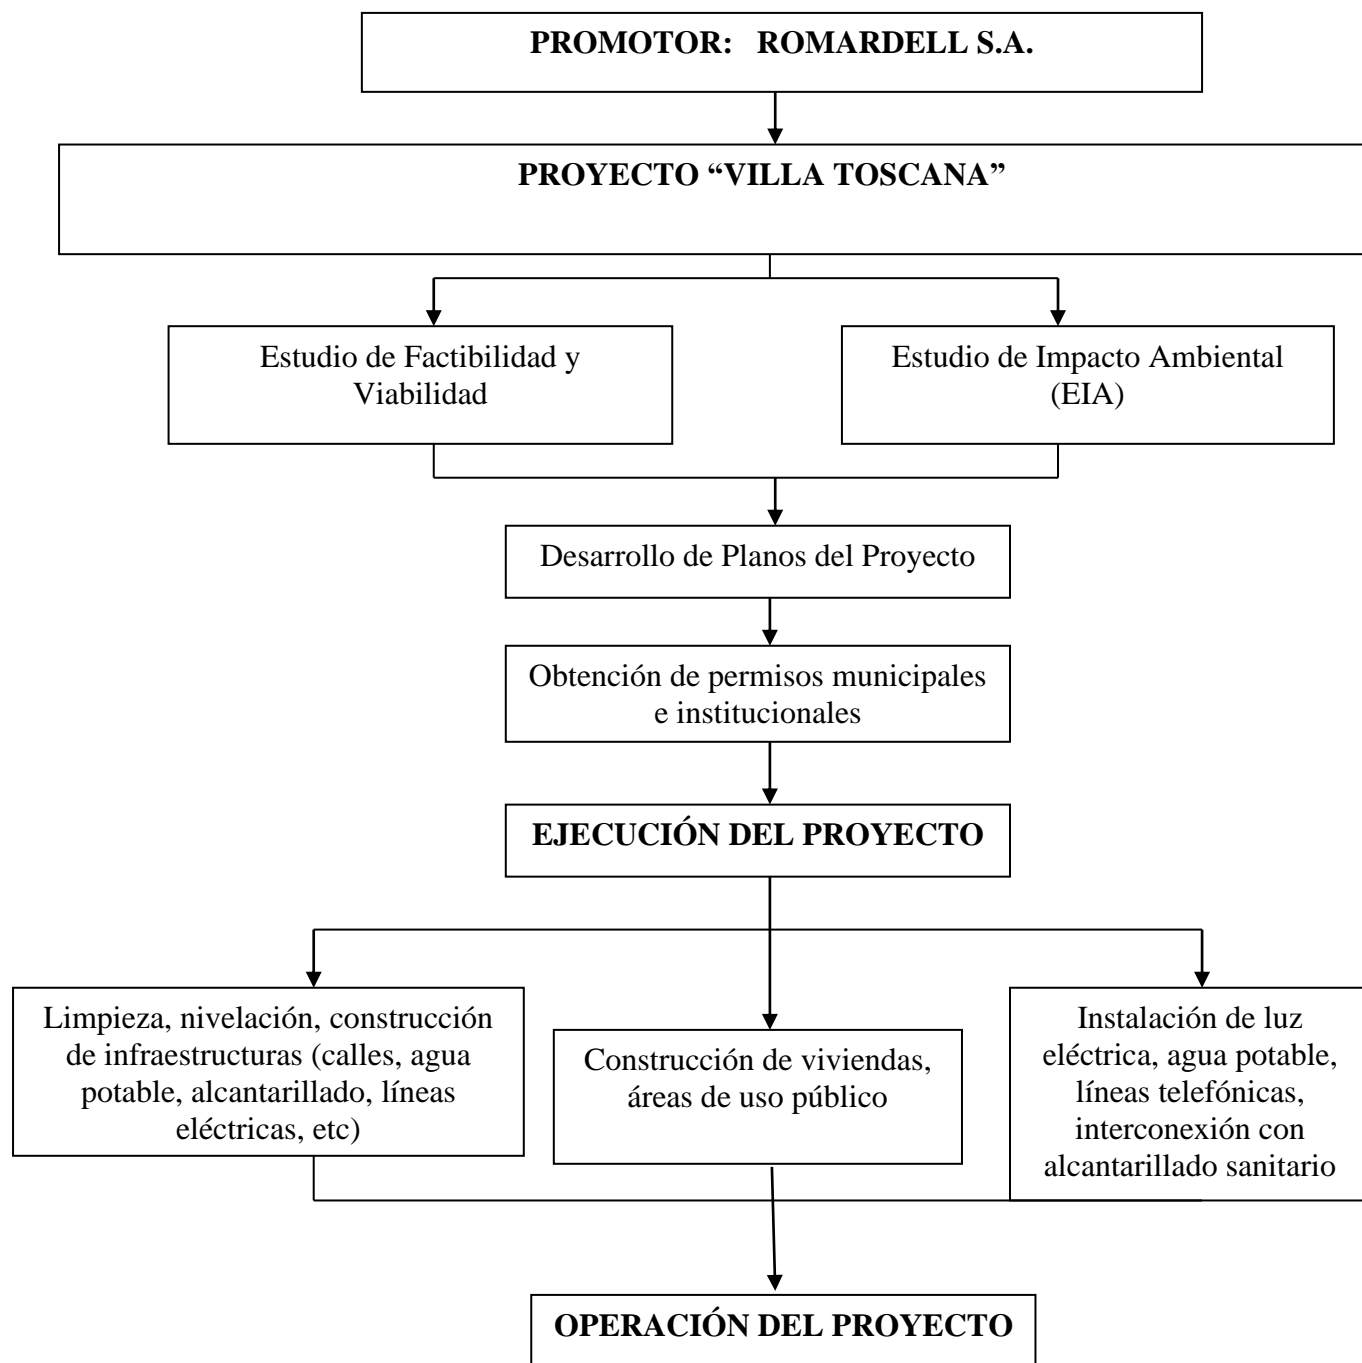 PROMOTOR: ROMARDELL S.A.
PROYECTO “VILLA TOSCANA”
Estudio de Factibilidad y
Viabilidad
Estudio de Impacto Ambiental
(EIA)
Desarrollo de Planos del Proyecto
Obtención de permisos municipales
e institucionales
EJECUCIÓN DEL PROYECTO
Limpieza, nivelación, construcción
de infraestructuras (calles, agua
potable, alcantarillado, líneas
eléctricas, etc)
Construcción de viviendas,
áreas de uso público
Instalación de luz
eléctrica, agua potable,
líneas telefónicas,
interconexión con
alcantarillado sanitario
OPERACIÓN DEL PROYECTO